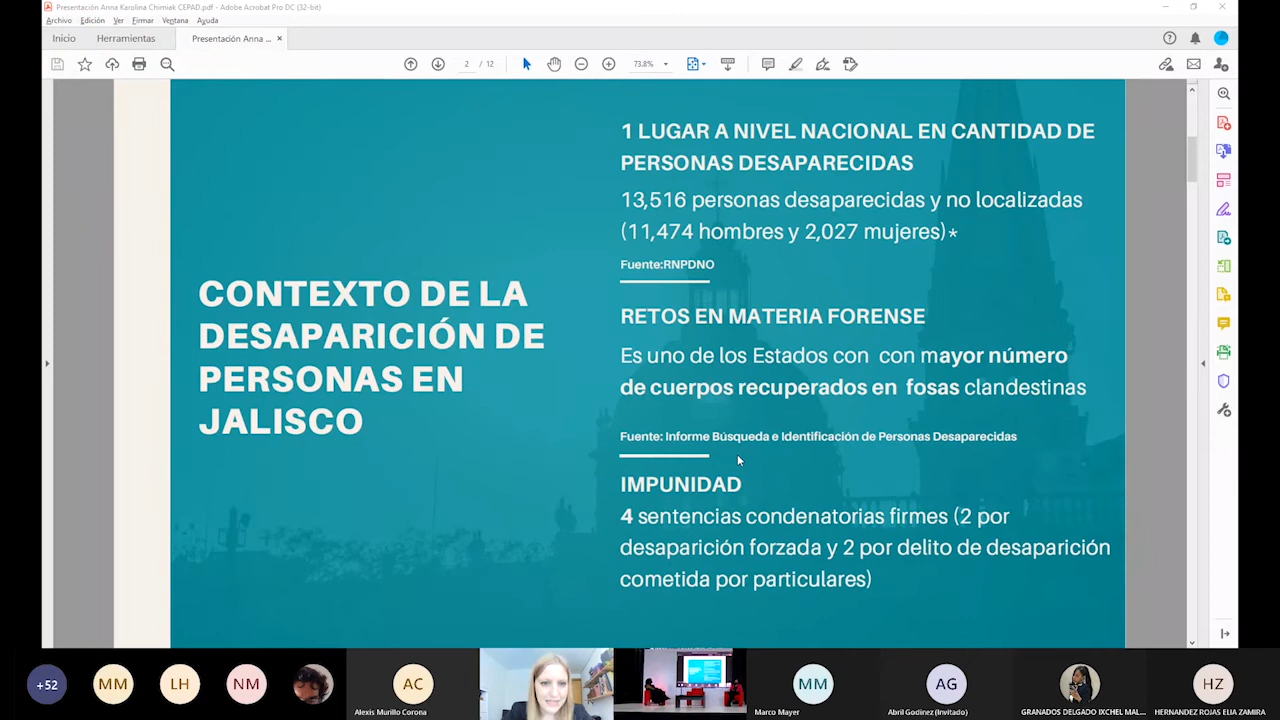 Presentación Anna Karolina Chimiak CEPAD.pdf - Adobe Acrobat Pro DC (32-bit)
Archivo Edición Ver Firmar Ventana Ayuda
Inicio Herramientas Presentación Anna ... ×
2 / 12 73.8%
1 LUGAR A NIVEL NACIONAL EN CANTIDAD DE
PERSONAS DESAPARECIDAS
13,516 personas desaparecidas y no localizadas
(11,474 hombres y 2,027 mujeres)*
Fuente:RNPDNO
CONTEXTO DE LA
DESAPARICIÓN DE
PERSONAS EN
JALISCO
RETOS EN MATERIA FORENSE
Es uno de los Estados con con mayor número
de cuerpos recuperados en fosas clandestinas
Fuente: Informe Búsqueda e Identificación de Personas Desaparecidas
IMPUNIDAD
4 sentencias condenatorias firmes (2 por
desaparición forzada y 2 por delito de desaparición
cometida por particulares)
+52 MM LH NM AC MM AG HZ
Alexis Murillo Corona Marco Mayer Abril Godinez (Invitado) GRANADOS DELGADO IXCHEL MAL... HERNANDEZ ROJAS ELIA ZAMIRA